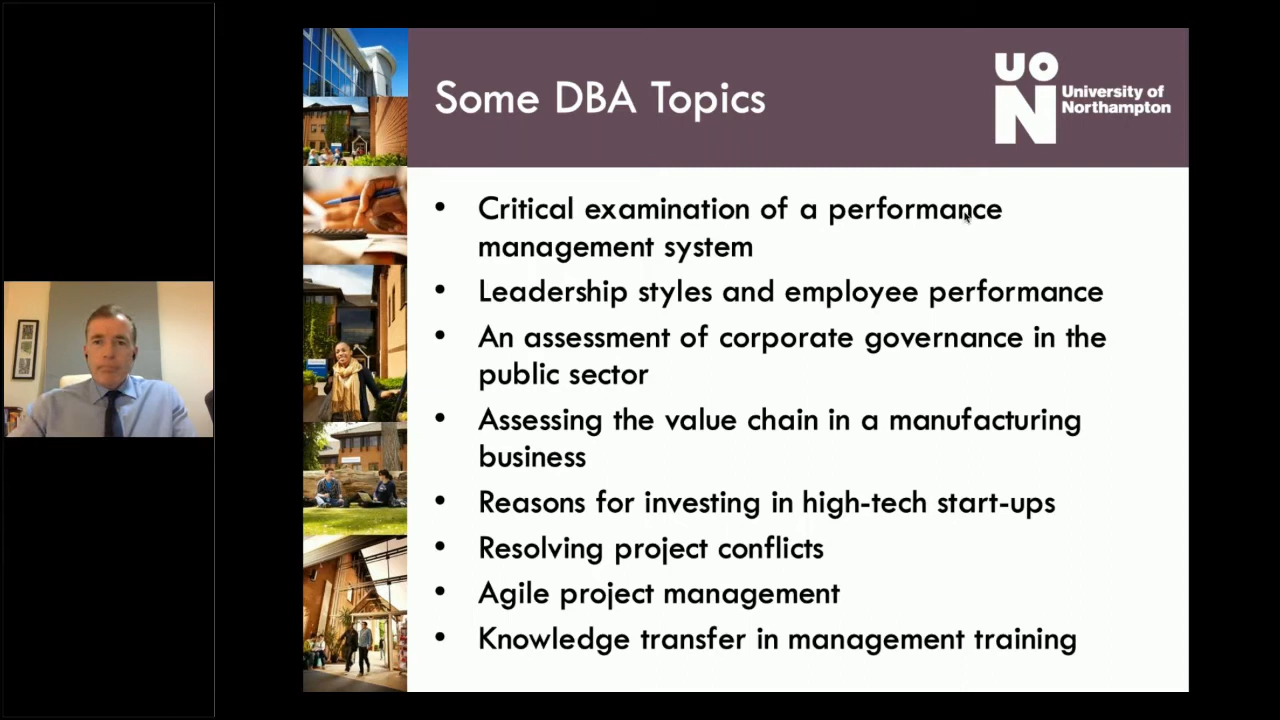 Some DBA Topics
UON
University of
Northampton
• Critical examination of a performance
management system
• Leadership styles and employee performance
• An assessment of corporate governance in the
public sector
• Assessing the value chain in a manufacturing
business
• Reasons for investing in high-tech start-ups
• Resolving project conflicts
• Agile project management
• Knowledge transfer in management training